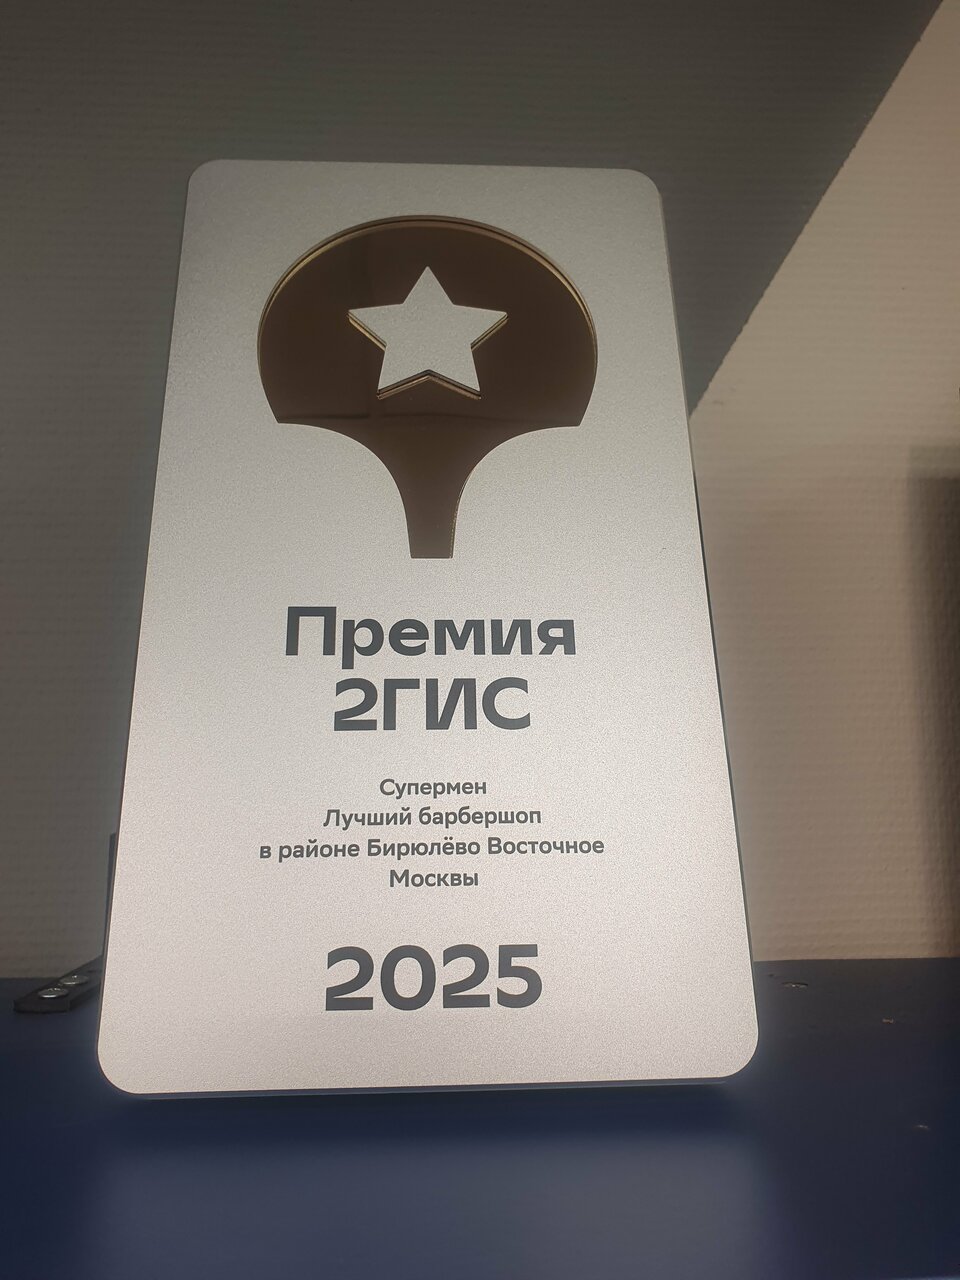 Премия
2ГИС
Супермен
Лучший барбершоп
в районе Бирюлёво Восточное
Москвы
2025